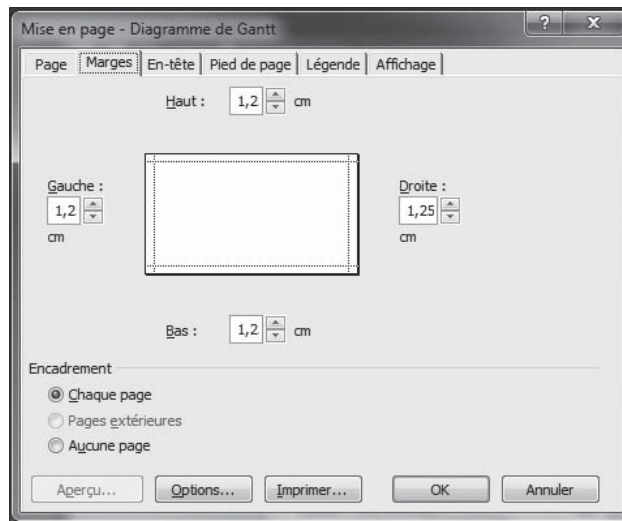 Mise en page - Diagramme de Gantt
Page Marges En-tête Pied de page Légende Affichage
Haut : 1,2 cm
Gauche :
1,2
cm
Droite :
1,25
cm
Bas : 1,2 cm
Encadrement
Chaque page
Pages extérieures
Aucune page
Aperçu... Options... Imprimer... OK Annuler